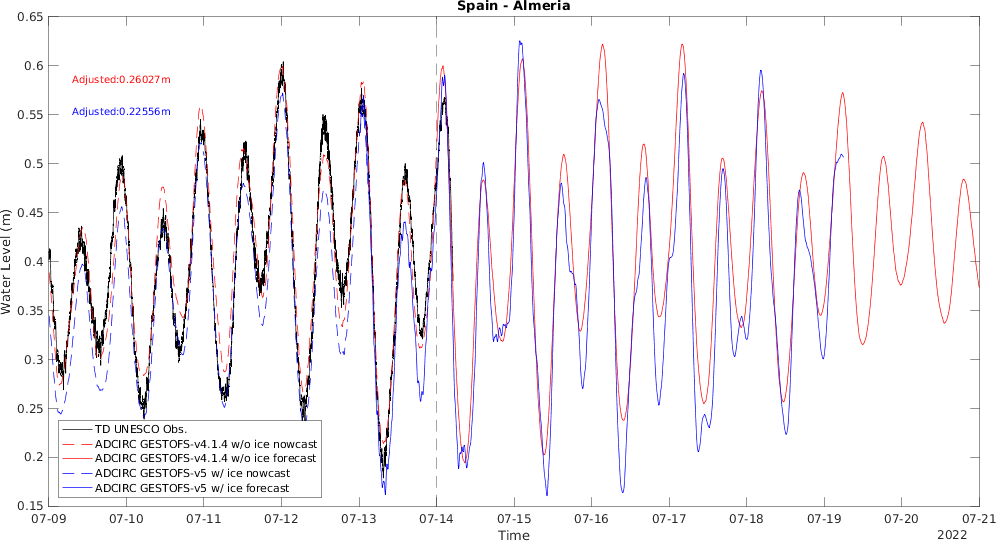 Spain - Almeria
0.65
0.6
0.55
0.5
0.45
0.4
0.35
0.3
0.25
0.2
0.15
Water Level (m)
Adjusted:0.26027m
Adjusted:0.22556m
TD UNESCO Obs.
ADCIRC GESTOFS-v4.1.4 w/o ice nowcast
ADCIRC GESTOFS-v4.1.4 w/o ice forecast
ADCIRC GESTOFS-v5 w/ ice nowcast
ADCIRC GESTOFS-v5 w/ ice forecast
07-09 07-10 07-11 07-12 07-13 07-14 07-15 07-16 07-17 07-18 07-19 07-20 07-21
Time
2022